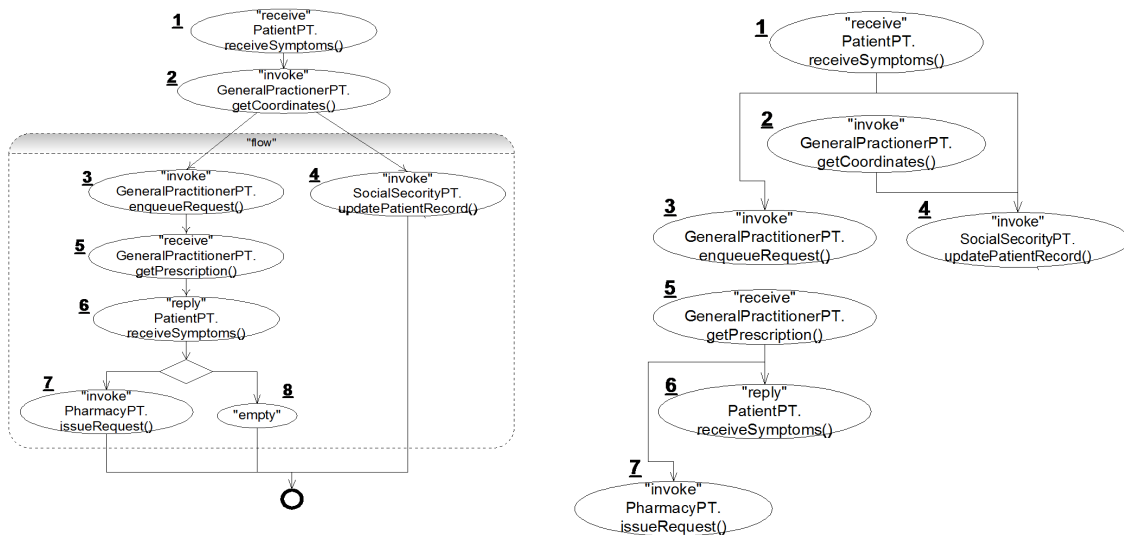 1
"receive"
PatientPT.
receiveSymptoms()
2
"invoke"
GeneralPractionerPT.
getCoordinates()
"flow"
3
"invoke"
GeneralPractitionerPT.
enqueueRequest()
4
"invoke"
SocialSecurityPT.
updatePatientRecord()
5
"receive"
GeneralPractitionerPT.
getPrescription()
6
"reply"
PatientPT.
receiveSymptoms()
7
"invoke"
PharmacyPT.
issueRequest()
8
"empty"
1
"receive"
PatientPT.
receiveSymptoms()
2
"invoke"
GeneralPractionerPT.
getCoordinates()
3
"invoke"
GeneralPractitionerPT.
enqueueRequest()
4
"invoke"
SocialSecorityPT.
updatePatientRecord()
5
"receive"
GeneralPractitionerPT.
getPrescription()
6
"reply"
PatientPT.
receiveSymptoms()
7
"invoke"
PharmacyPT.
issueRequest()